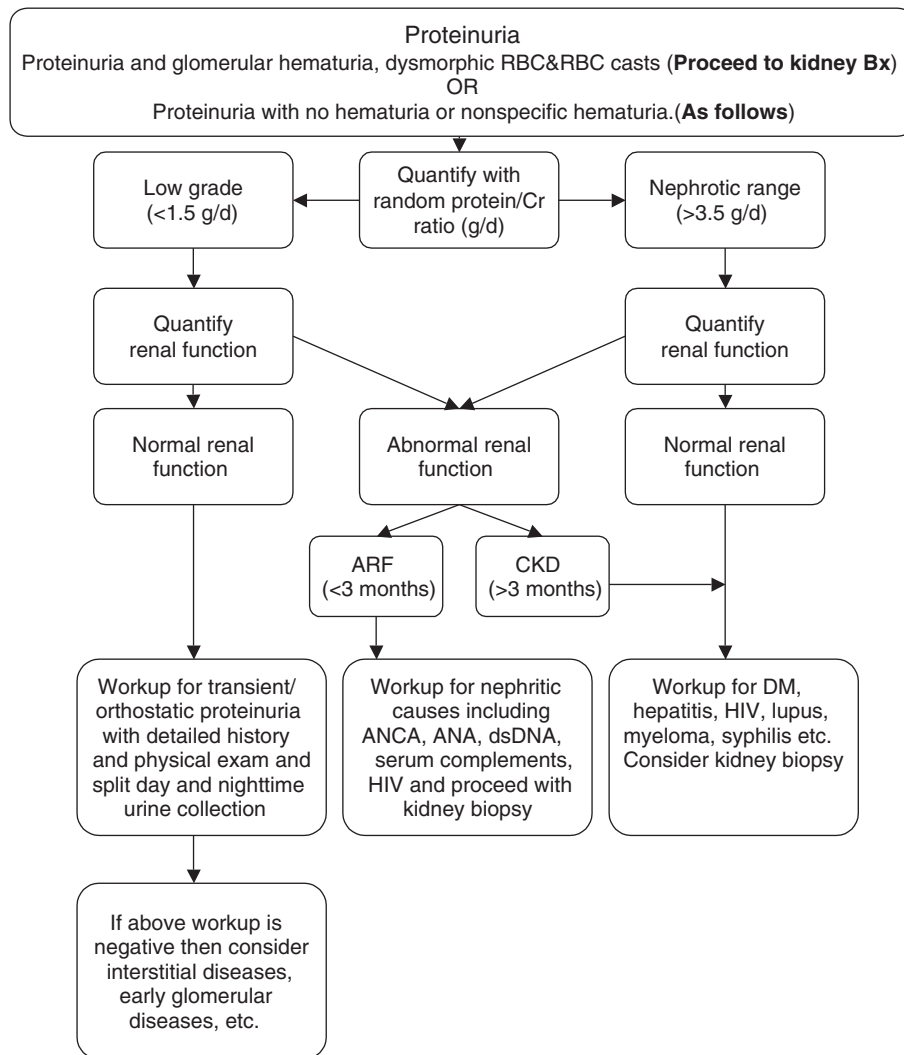 Proteinuria
Proteinuria and glomerular hematuria, dysmorphic RBC&RBC casts (Proceed to kidney Bx)
OR
Proteinuria with no hematuria or nonspecific hematuria.(As follows)
Low grade
(<1.5 g/d)
Quantify with
random protein/Cr
ratio (g/d)
Nephrotic range
(>3.5 g/d)
Quantify
renal function
Quantify
renal function
Normal renal
function
Abnormal renal
function
Normal renal
function
ARF
(<3 months)
CKD
(>3 months)
Workup for transient/
orthostatic proteinuria
with detailed history
and physical exam and
split day and nighttime
urine collection
Workup for nephritic
causes including
ANCA, ANA, dsDNA,
serum complements,
HIV and proceed with
kidney biopsy
Workup for DM,
hepatitis, HIV, lupus,
myeloma, syphilis etc.
Consider kidney biopsy
If above workup is
negative then consider
interstitial diseases,
early glomerular
diseases, etc.